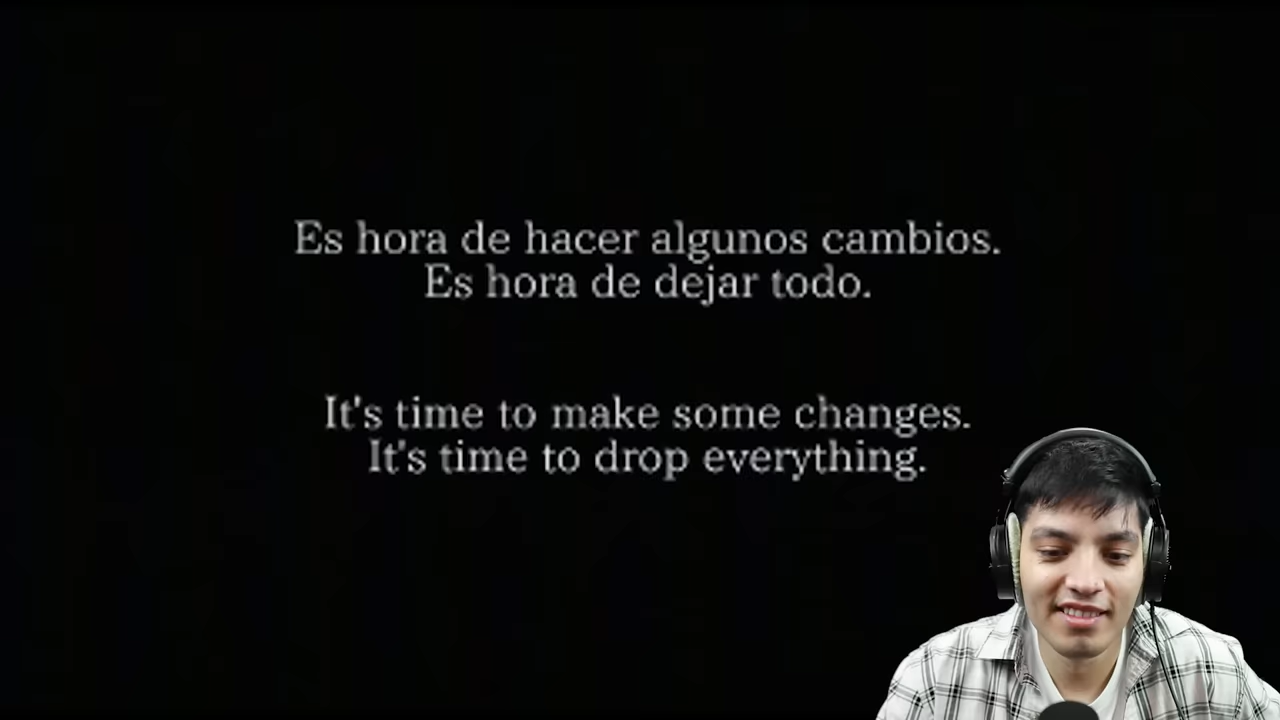 Es hora de hacer algunos cambios.
Es hora de dejar todo.
It's time to make some changes.
It's time to drop everything.